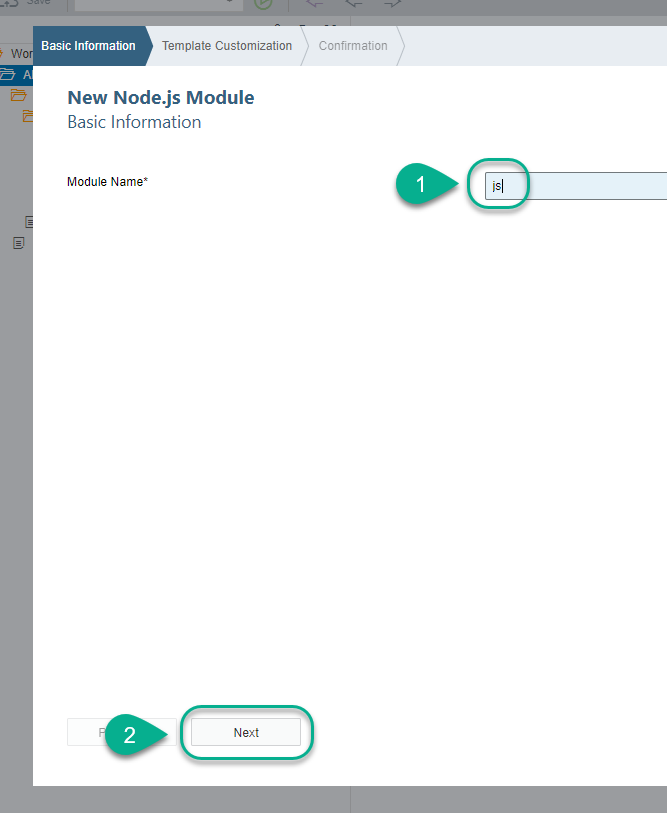 Save
Wor
Basic Information
Template Customization
Confirmation
New Node.js Module
Basic Information
Module Name*
1
js
2
Next